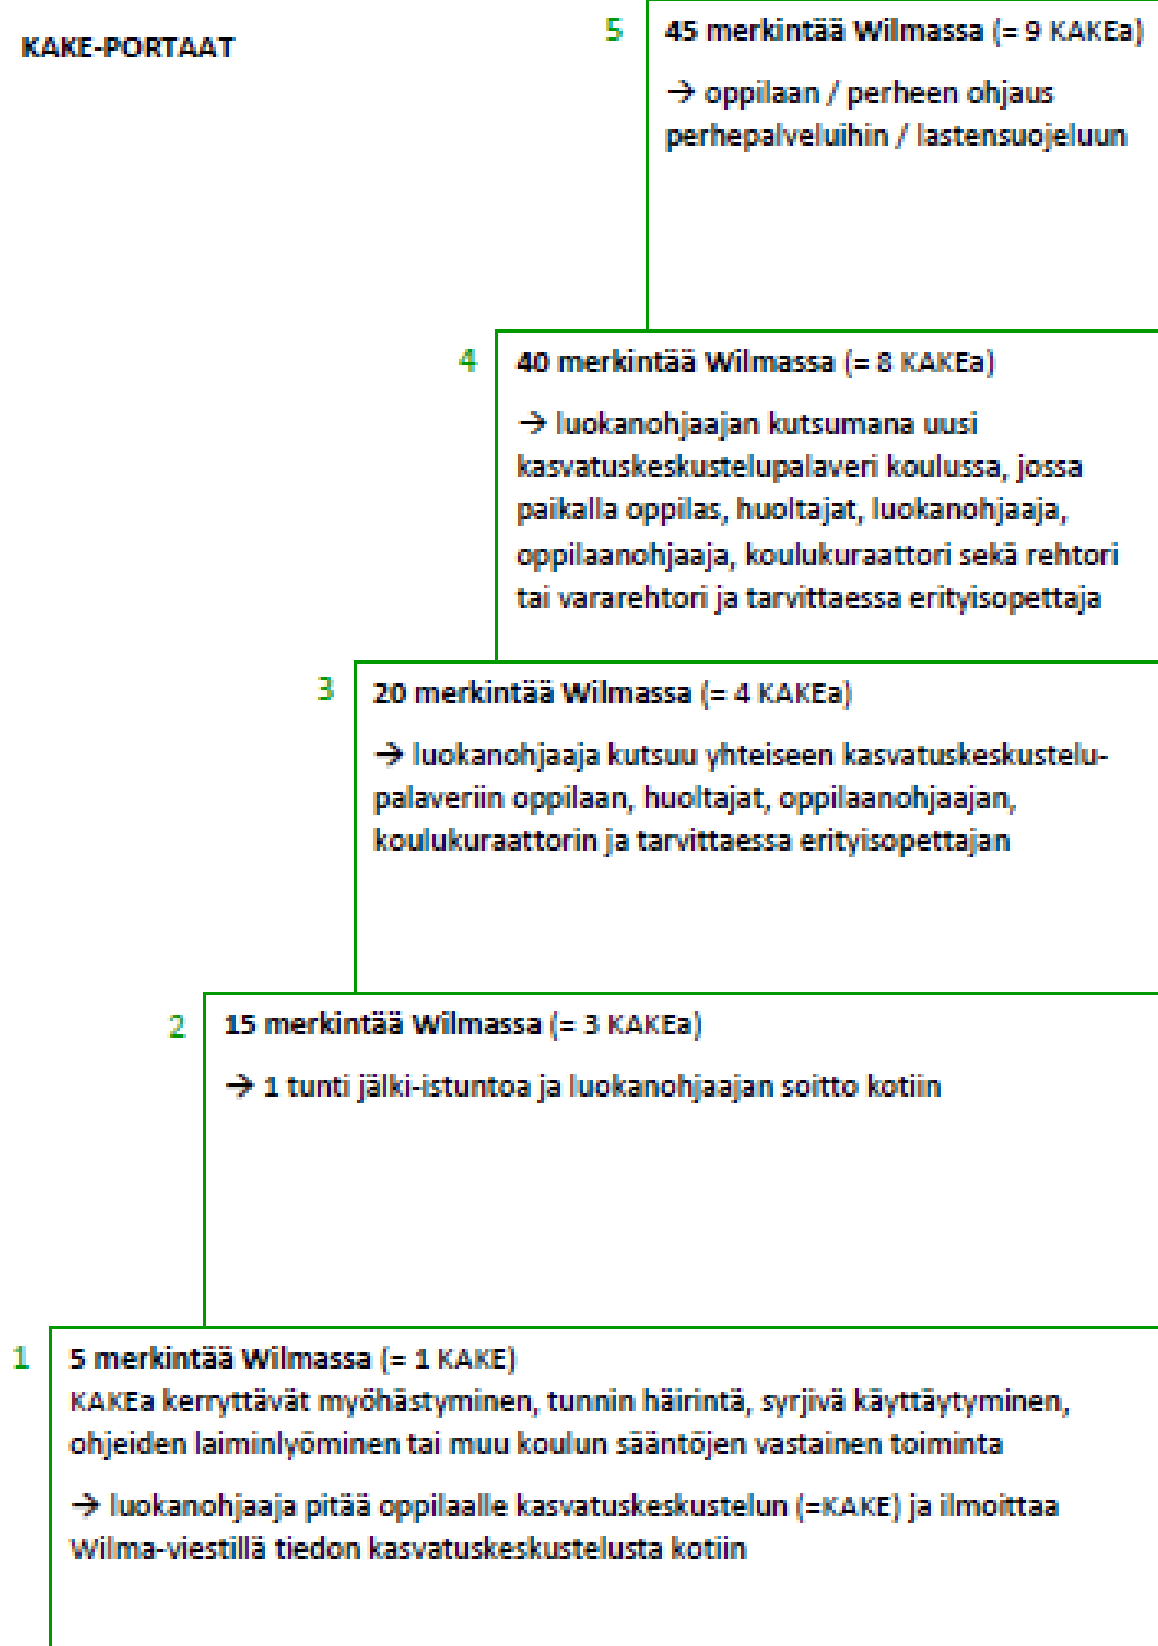 KAKE-PORTAAT
5
45 merkintää Wilmassa (= 9 KAKEa)
→ oppilaan / perheen ohjaus
perhepalveluihin / lastensuojeluun
4
40 merkintää Wilmassa (= 8 KAKEa)
→ luokanohjaajan kutsumana uusi
kasvatuskeskustelupalaveri koulussa, jossa
paikalla oppilas, huoltajat, luokanohjaaja,
oppilaanohjaaja, koulukuraattori sekä rehtori
tai vararehtori ja tarvittaessa erityisopettaja
3
20 merkintää Wilmassa (= 4 KAKEa)
→ luokanohjaaja kutsuu yhteiseen kasvatuskeskustelu-
palaveriin oppilaan, huoltajat, oppilaanohjaajan,
koulukuraattorin ja tarvittaessa erityisopettajan
2
15 merkintää Wilmassa (= 3 KAKEa)
→ 1 tunti jälki-istuntoa ja luokanohjaajan soitto kotiin
1
5 merkintää Wilmassa (= 1 KAKE)
KAKEa kerryttävät myöhästyminen, tunnin häirintä, syrjivä käyttäytyminen,
ohjeiden laiminlyöminen tai muu koulun sääntöjen vastainen toiminta
→ luokanohjaaja pitää oppilaalle kasvatuskeskustelun (=KAKE) ja ilmoittaa
Wilma-viestillä tiedon kasvatuskeskustelusta kotiin